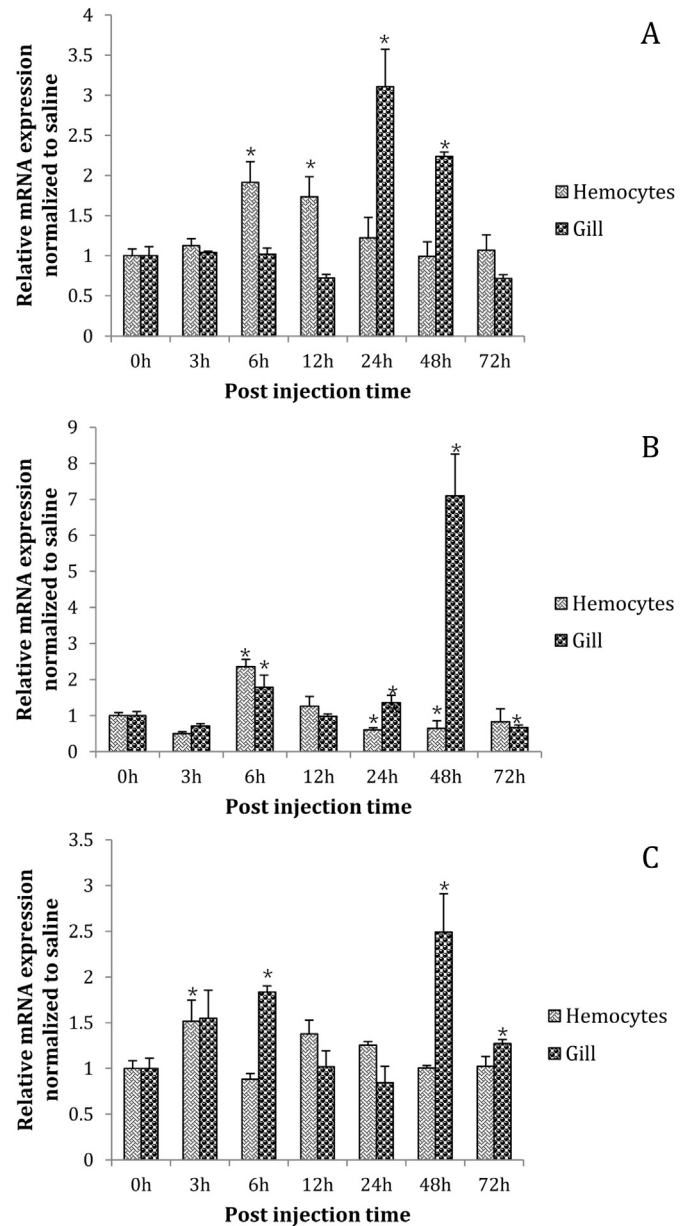 A
Relative mRNA expression
normalized to saline
4
3.5
3
2.5
2
1.5
1
0.5
0
* * * *
0h 3h 6h 12h 24h 48h 72h
Post injection time
Hemocytes
Gill
B
Relative mRNA expression
normalized to saline
9
8
7
6
5
4
3
2
1
0
* * * * * * *
0h 3h 6h 12h 24h 48h 72h
Post injection time
Hemocytes
Gill
C
Relative mRNA expression
normalized to saline
3.5
3
2.5
2
1.5
1
0.5
0
* * * *
0h 3h 6h 12h 24h 48h 72h
Post injection time
Hemocytes
Gill